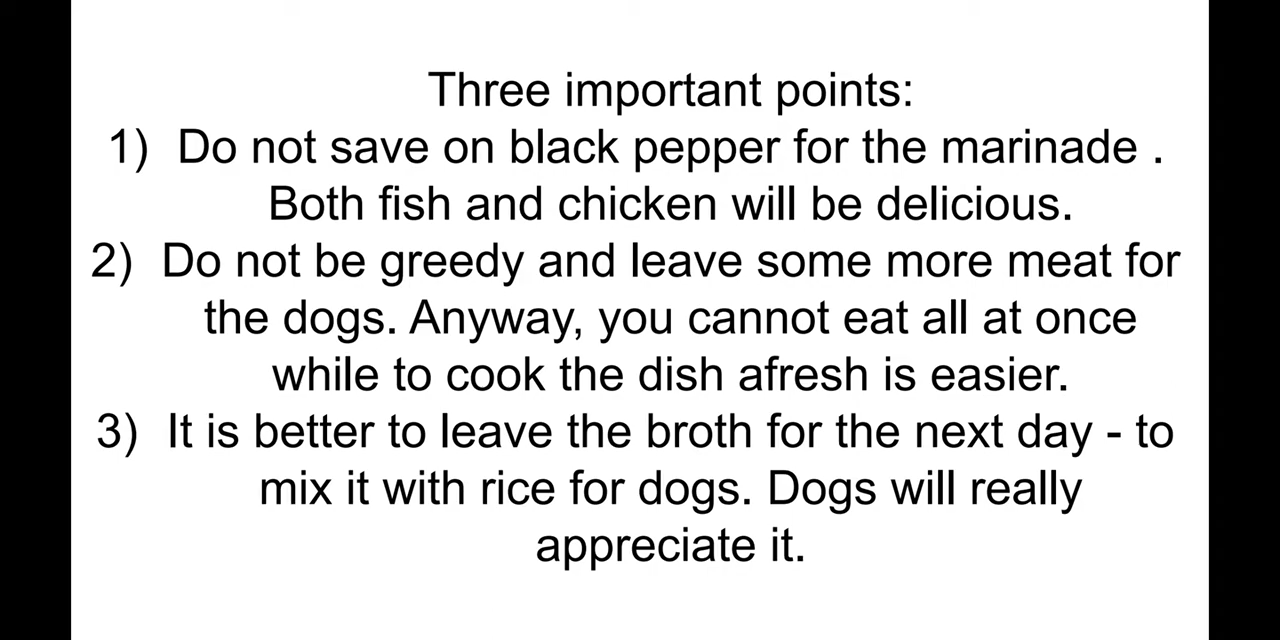 Three important points:
1) Do not save on black pepper for the marinade .
Both fish and chicken will be delicious.
2) Do not be greedy and leave some more meat for
the dogs. Anyway, you cannot eat all at once
while to cook the dish afresh is easier.
3) It is better to leave the broth for the next day - to
mix it with rice for dogs. Dogs will really
appreciate it.